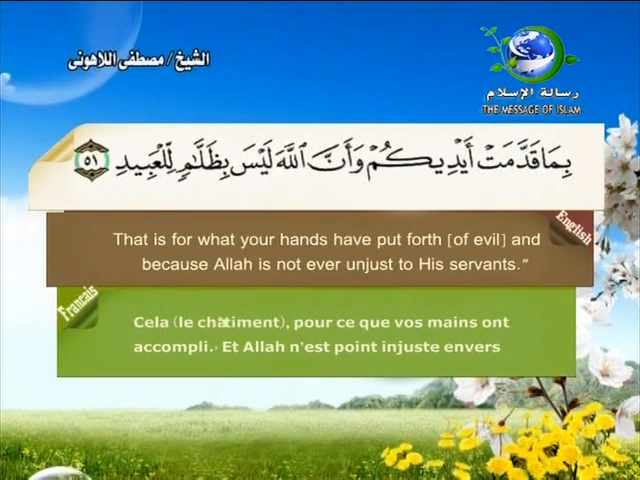 الشيخ / مصطفى اللاهونى
رسالة الإسلام
THE MESSAGE OF ISLAM
بِمَا قَدَّمَتْ أَيْدِيكُمْ وَأَنَّ اللَّهَ لَيْسَ بِظَلَّامٍ لِّلْعَبِيدِ ٥١
English
That is for what your hands have put forth [of evil] and
because Allah is not ever unjust to His servants.”
Francais
Cela (le châtiment), pour ce que vos mains ont
accompli.› Et Allah n'est point injuste envers